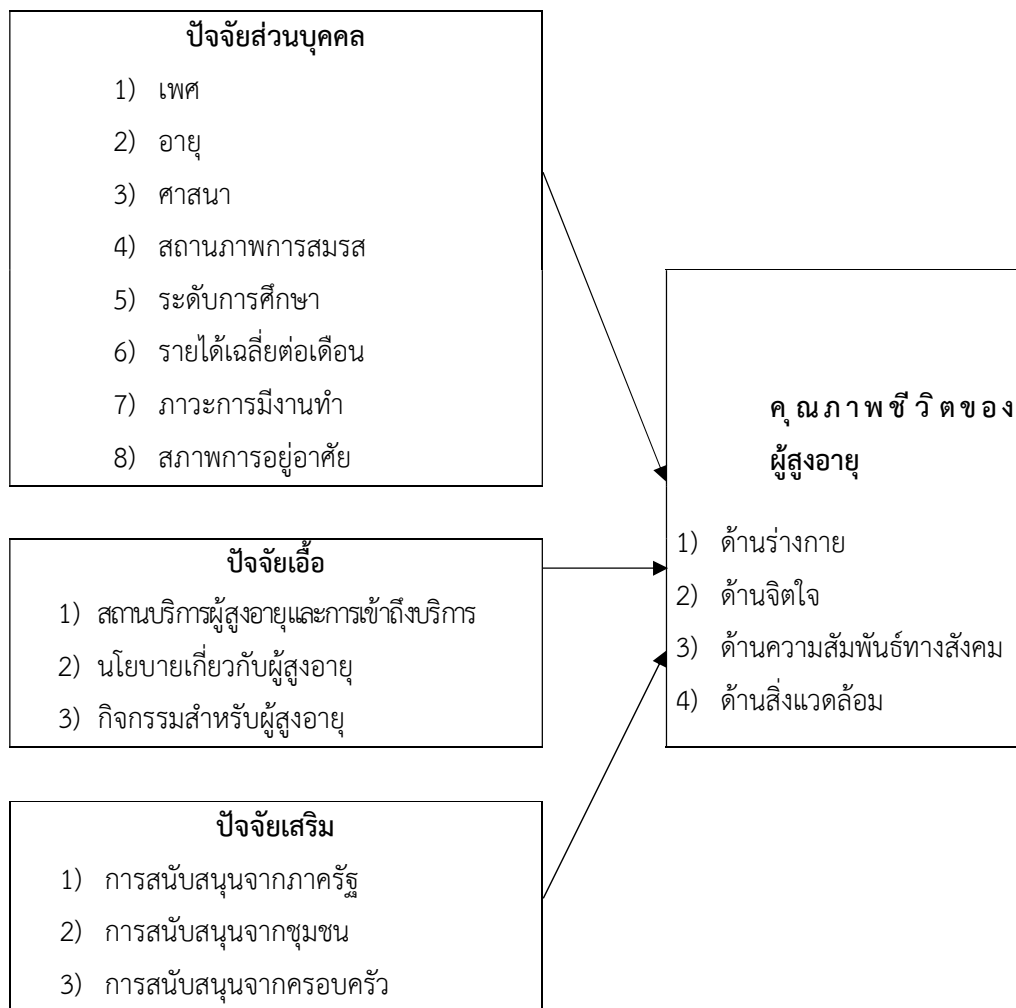 ปัจจัยส่วนบุคคล
1) เพศ
2) อายุ
3) ศาสนา
4) สถานภาพการสมรส
5) ระดับการศึกษา
6) รายได้เฉลี่ยต่อเดือน
7) ภาวะการมีงานทำ
8) สภาพการอยู่อาศัย
ปัจจัยเอื้อ
1) สถานบริการผู้สูงอายุและการเข้าถึงบริการ
2) นโยบายเกี่ยวกับผู้สูงอายุ
3) กิจกรรมสำหรับผู้สูงอายุ
ปัจจัยเสริม
1) การสนับสนุนจากภาครัฐ
2) การสนับสนุนจากชุมชน
3) การสนับสนุนจากครอบครัว
คุณภาพชีวิตของ
ผู้สูงอายุ
1) ด้านร่างกาย
2) ด้านจิตใจ
3) ด้านความสัมพันธ์ทางสังคม
4) ด้านสิ่งแวดล้อม